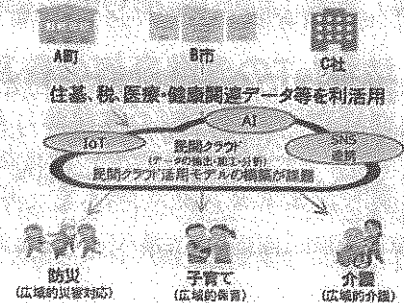 A町
B市
C社
住基、税、医療・健康関連データ等を利活用
AI
IoT
SNS
連携
民間クラウド
(データの抽出・加工・分析)
民間クラウド活用モデルの構築が課題
防災
(広域的災害対応)
子育て
(広域的保育)
介護
(広域的介護)